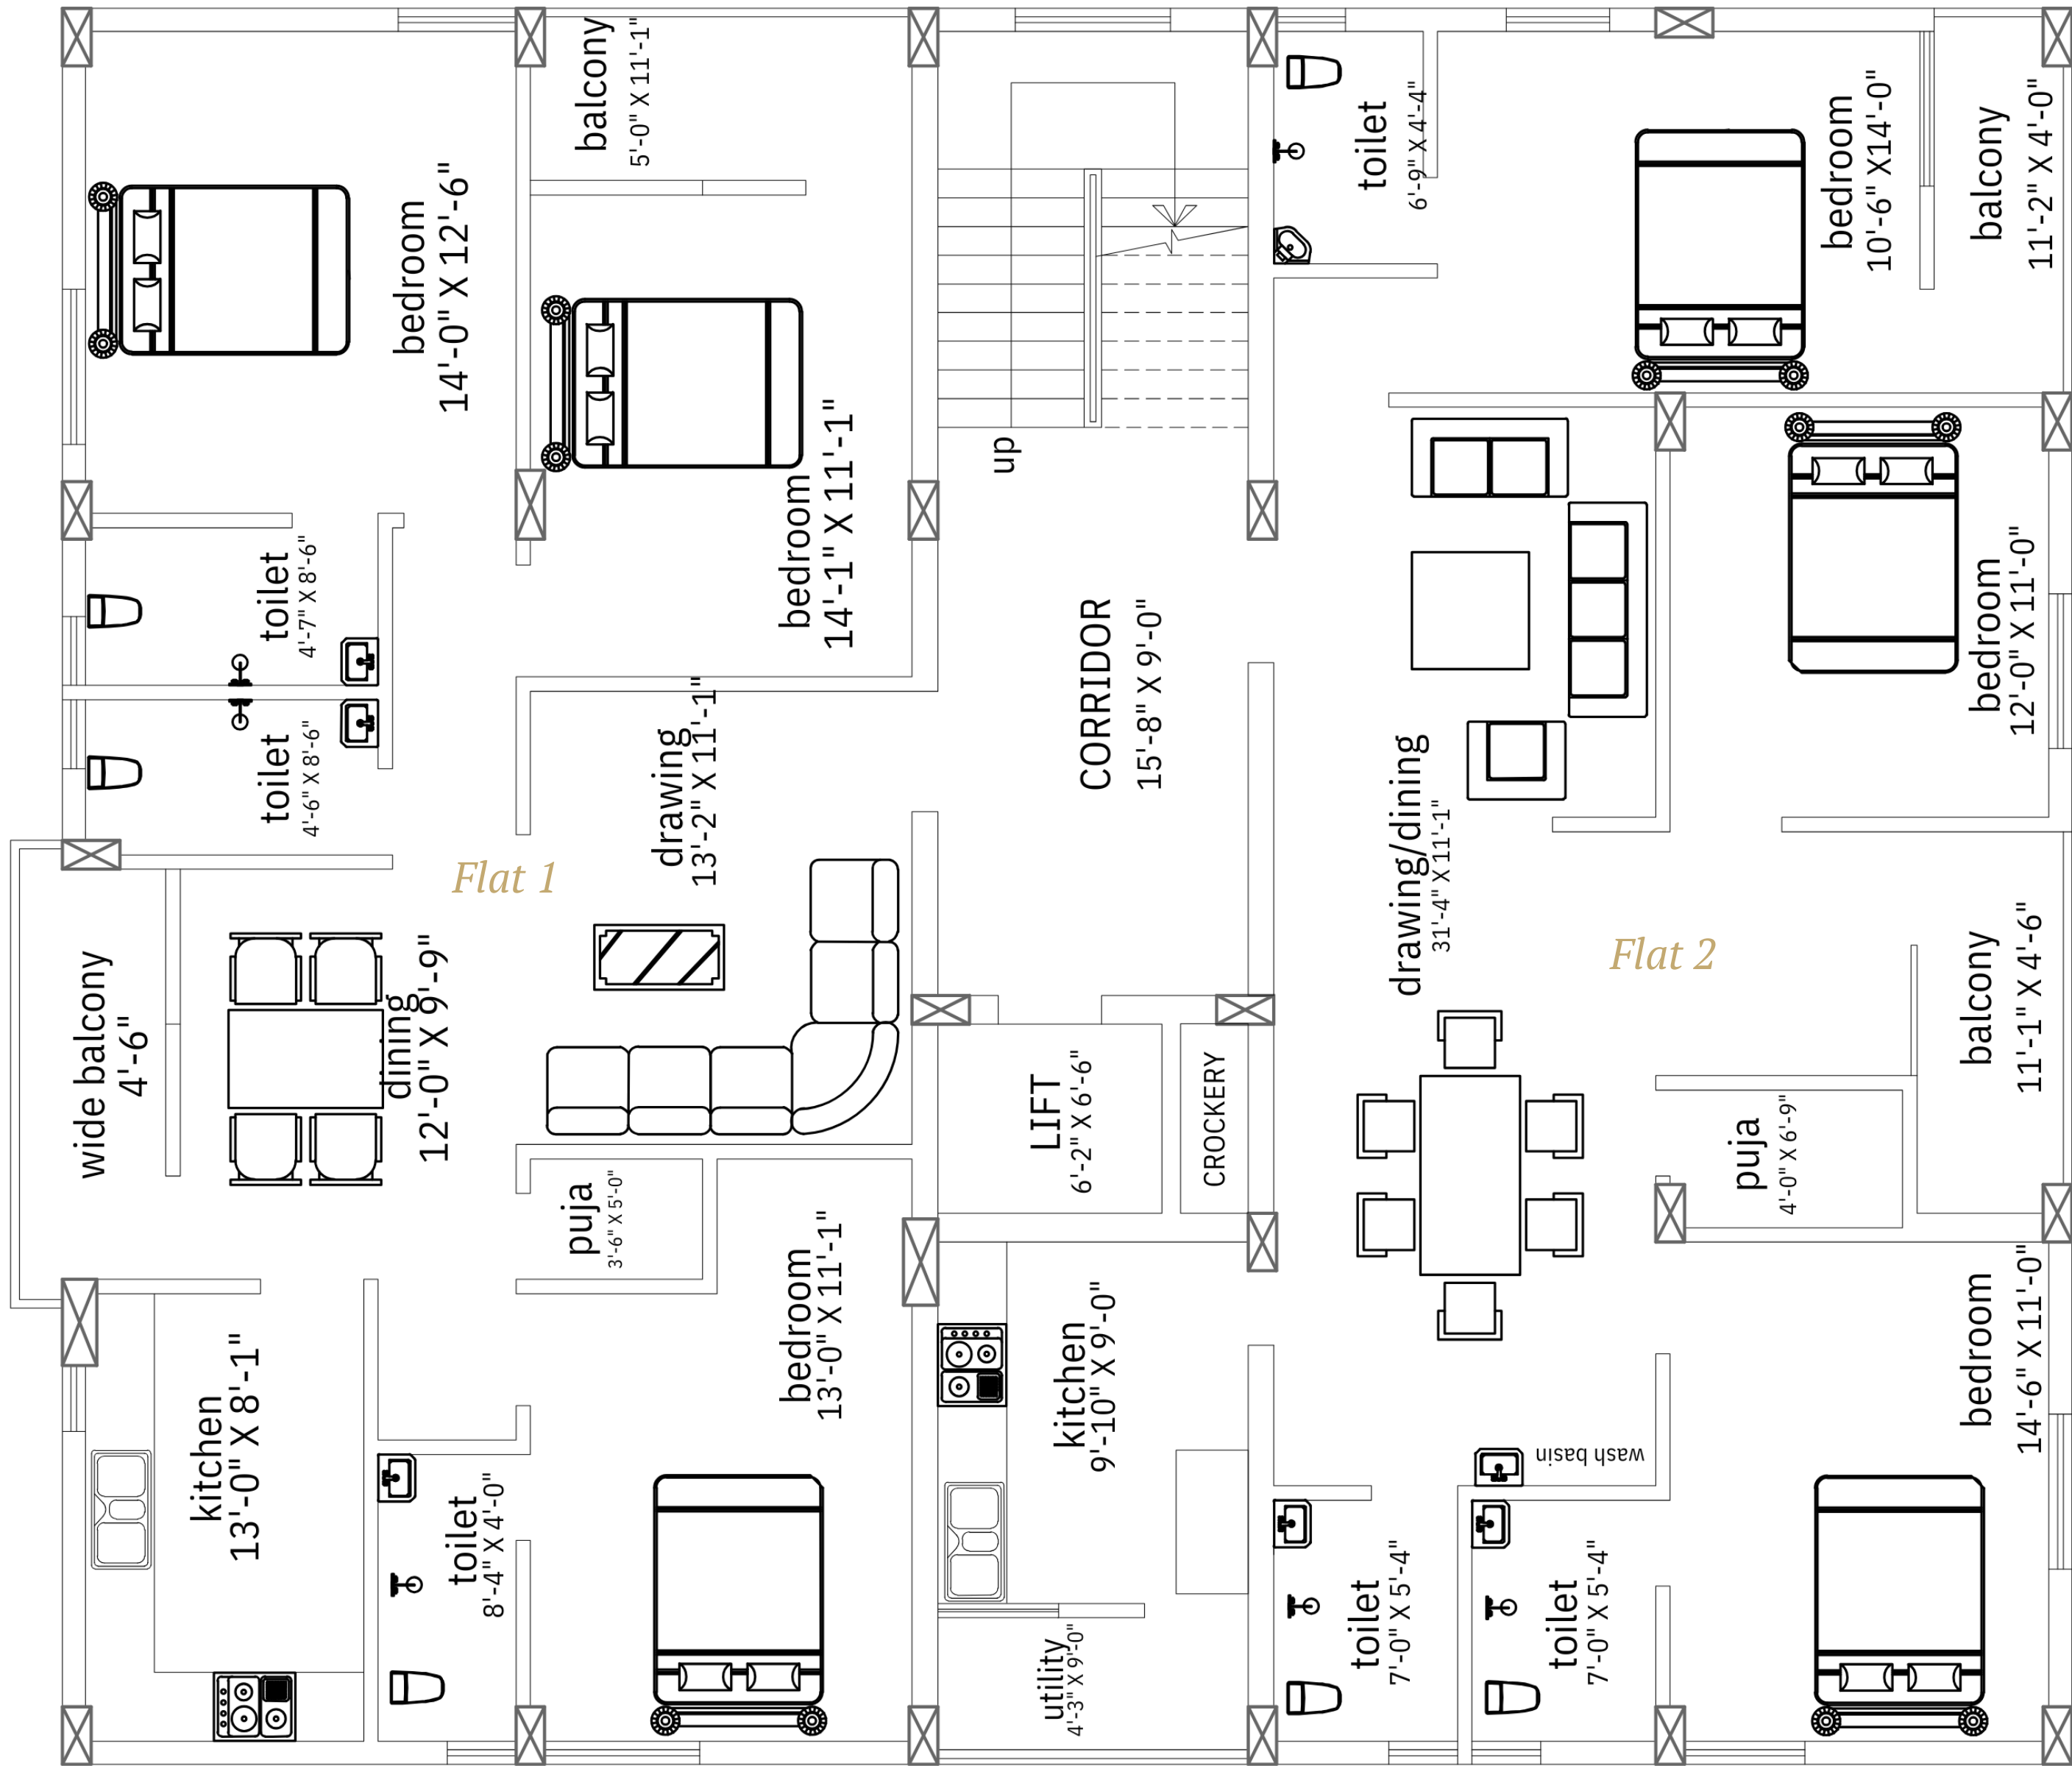 balcony
5'-0" X 11'-1"
bedroom
14'-0" X 12'-6"
bedroom
14'-1" X 11'-1"
toilet
4'-7" X 8'-6"
toilet
4'-6" X 8'-6"
drawing
13'-2" X 11'-1"
Flat 1
wide balcony
4'-6"
dining
12'-0" X 9'-9"
puja
3'-6" X 5'-0"
bedroom
13'-0" X 11'-1"
kitchen
13'-0" X 8'-1"
toilet
8'-4" X 4'-0"
up
CORRIDOR
15'-8" X 9'-0"
LIFT
6'-2" X 6'-6"
CROCKERY
kitchen
9'-10" X 9'-0"
utility
4'-3" X 9'-0"
toilet
6'-9" X 4'-4"
bedroom
10'-6" X14'-0"
balcony
11'-2" X 4'-0"
bedroom
12'-0" X 11'-0"
drawing/dining
31'-4" X 11'-1"
Flat 2
balcony
11'-1" X 4'-6"
puja
4'-0" X 6'-9"
bedroom
14'-6" X 11'-0"
wash basin
toilet
7'-0" X 5'-4"
toilet
7'-0" X 5'-4"